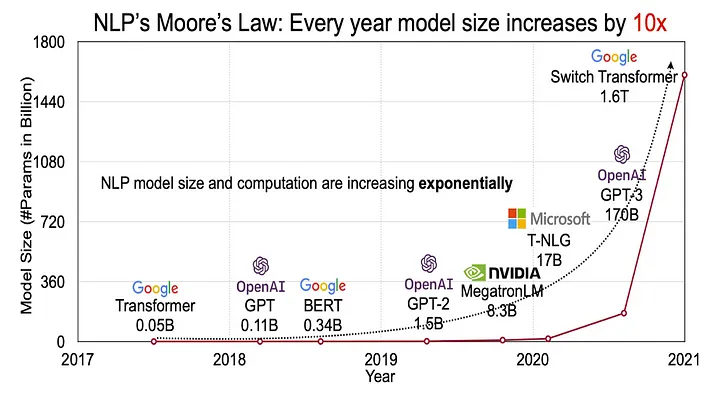 NLP's Moore's Law: Every year model size increases by 10x
1800
1440
1080
720
360
0
Model Size (#Params in Billion)
Google
Switch Transformer
1.6T
OpenAI
GPT-3
170B
NLP model size and computation are increasing exponentially
Microsoft
T-NLG
17B
NVIDIA
MegatronLM
8.3B
OpenAI
GPT-2
1.5B
Google
BERT
0.34B
OpenAI
GPT
0.11B
Google
Transformer
0.05B
2017
2018
2019
2020
2021
Year